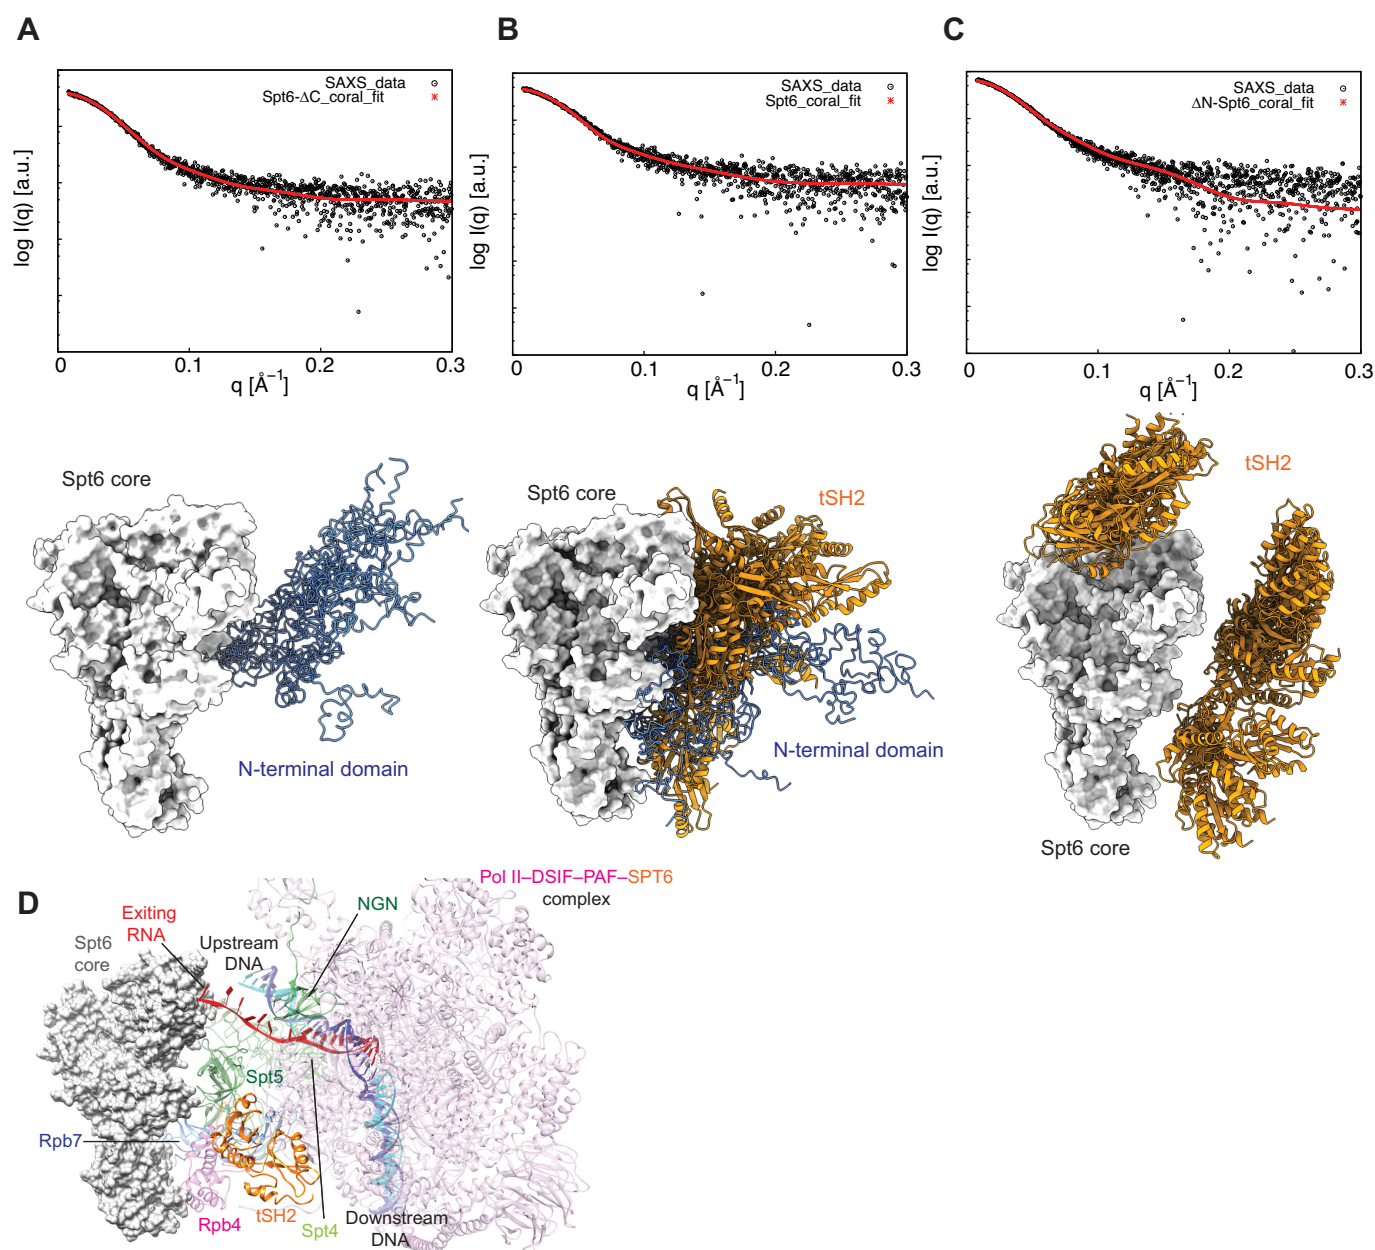 A
B
C
SAXS_data
Spt6-ΔC_coral_fit
log I(q) [a.u.]
0
0.1
0.2
0.3
q [Å⁻¹]
SAXS_data
Spt6_coral_fit
log I(q) [a.u.]
0
0.1
0.2
0.3
q [Å⁻¹]
SAXS_data
ΔN-Spt6_coral_fit
log I(q) [a.u.]
0
0.1
0.2
0.3
q [Å⁻¹]
Spt6 core
N-terminal domain
Spt6 core
tSH2
N-terminal domain
tSH2
Spt6 core
D
Pol II–DSIF–PAF–SPT6
complex
Exiting
RNA
Spt6
core
Upstream
DNA
NGN
Spt5
Rpb7
Rpb4
tSH2
Spt4
Downstream
DNA